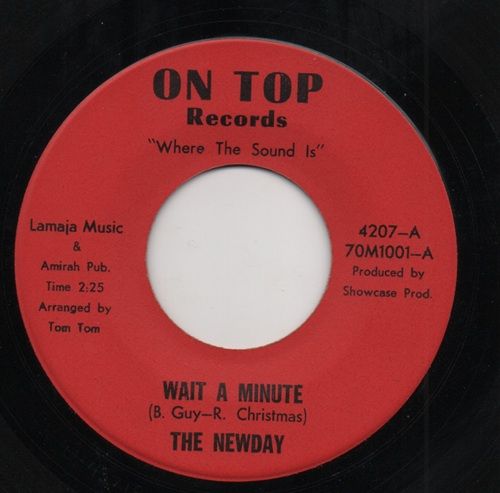 ON TOP
Records
"Where The Sound Is"
Lamaja Music
&
Amirah Pub.
Time 2:25
Arranged by
Tom Tom
4207-A
70M1001-A
Produced by
Showcase Prod.
WAIT A MINUTE
(B. Guy-R. Christmas)
THE NEWDAY